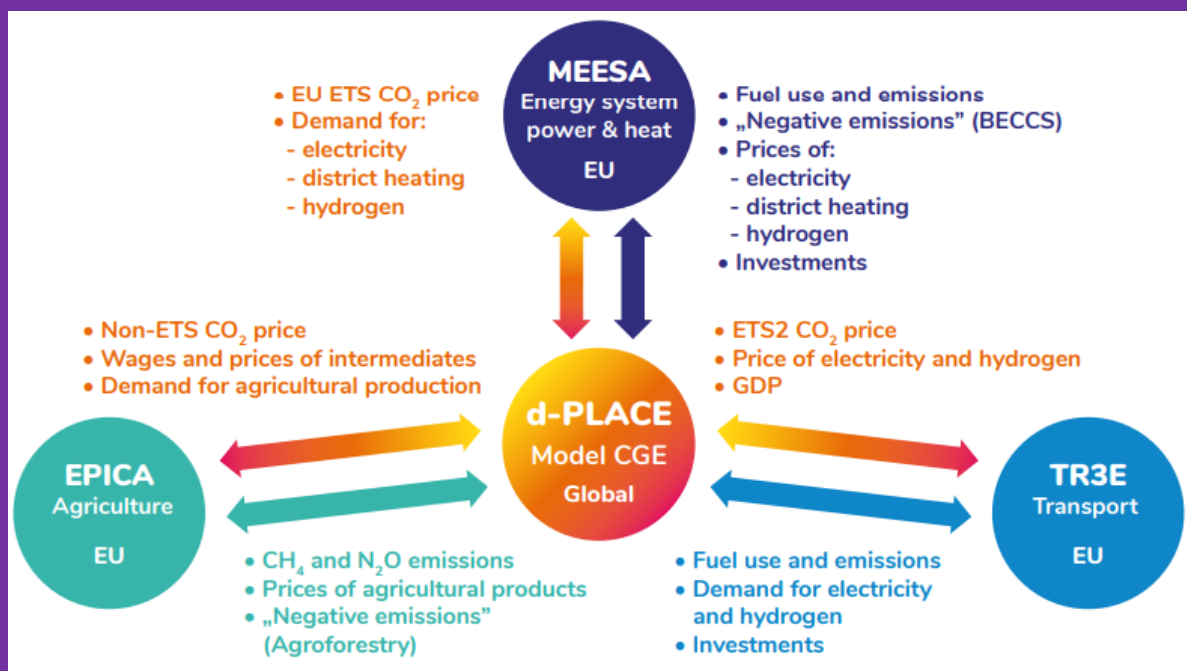 MEESA
Energy system
power & heat
EU
• EU ETS CO₂ price
• Demand for:
- electricity
- district heating
- hydrogen
• Fuel use and emissions
• „Negative emissions” (BECCS)
• Prices of:
- electricity
- district heating
- hydrogen
• Investments
• Non-ETS CO₂ price
• Wages and prices of intermediates
• Demand for agricultural production
• ETS2 CO₂ price
• Price of electricity and hydrogen
• GDP
d-PLACE
Model CGE
Global
EPICA
Agriculture
EU
TR3E
Transport
EU
• CH₄ and N₂O emissions
• Prices of agricultural products
• „Negative emissions”
(Agroforestry)
• Fuel use and emissions
• Demand for electricity
and hydrogen
• Investments